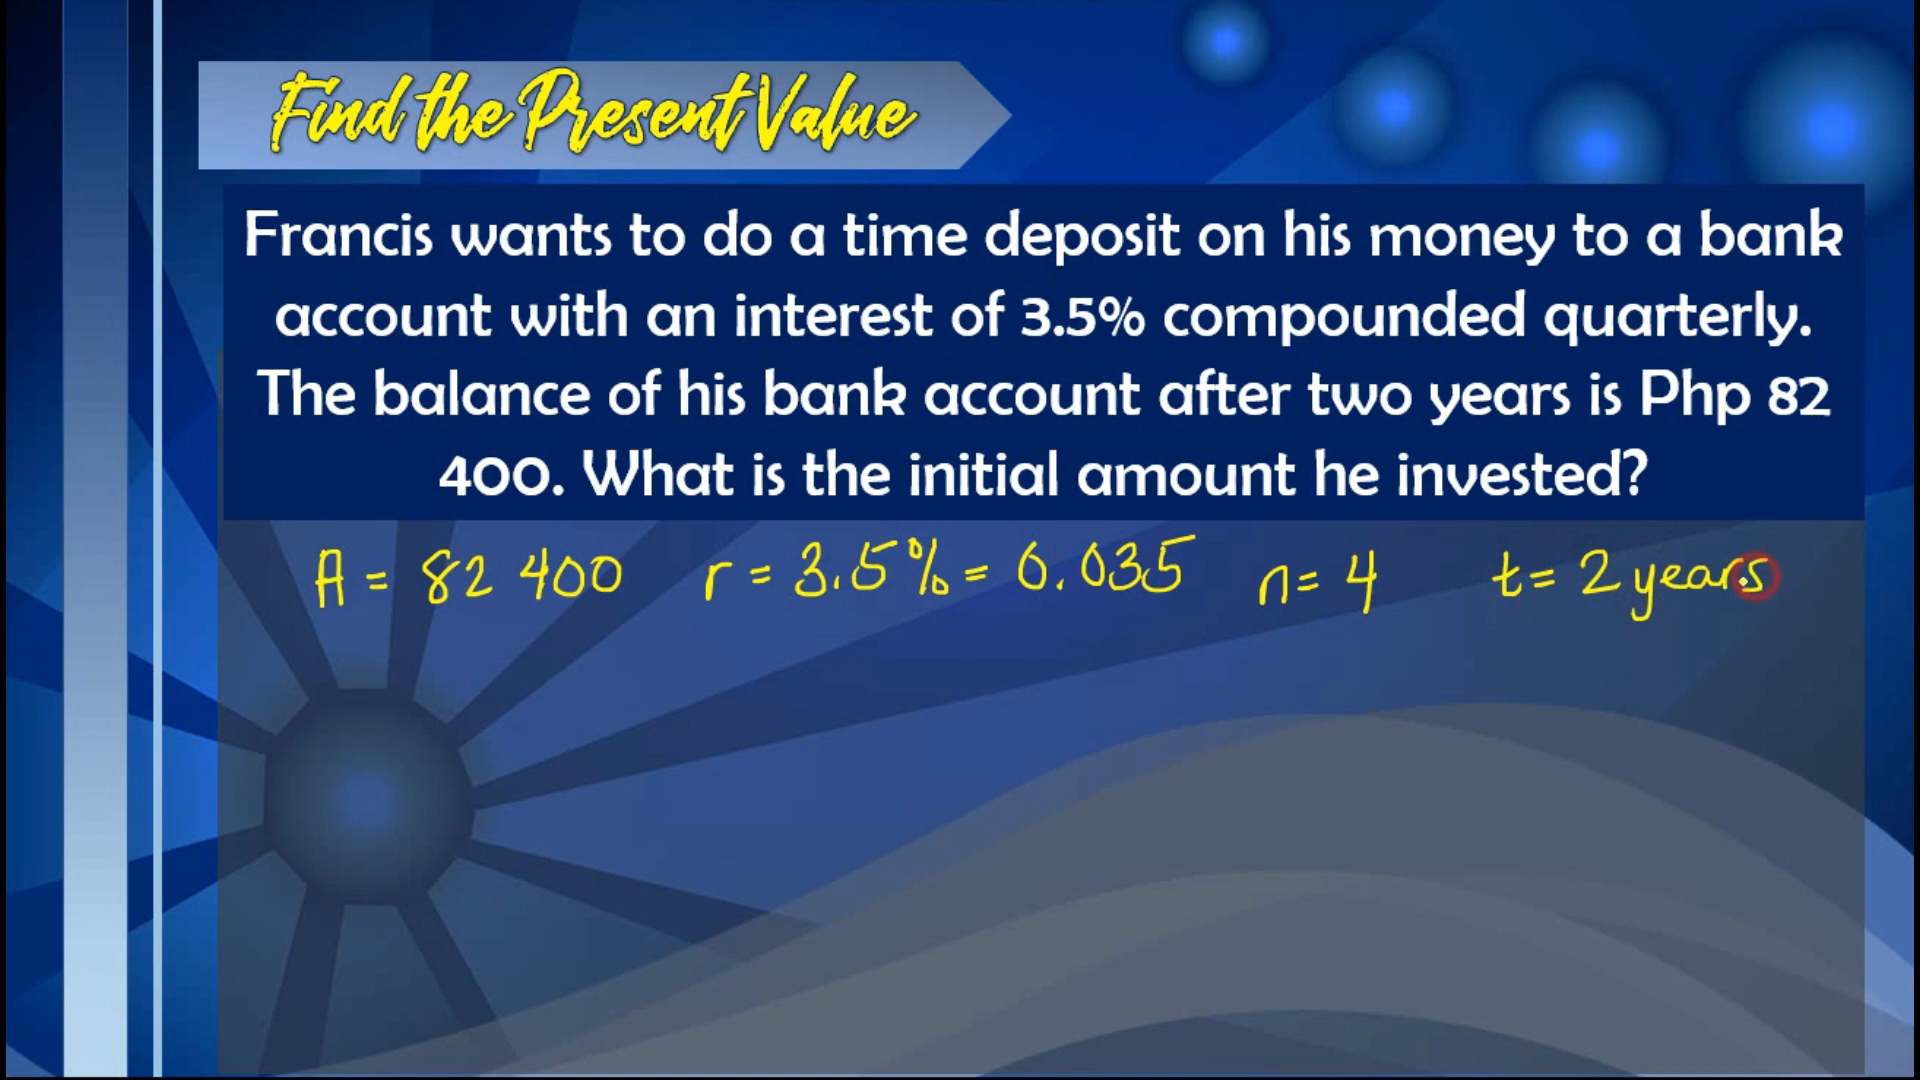 Find the Present Value
Francis wants to do a time deposit on his money to a bank
account with an interest of 3.5% compounded quarterly.
The balance of his bank account after two years is Php 82
400. What is the initial amount he invested?
A = 82 400 r = 3.5% = 0.035 n = 4 t = 2 years